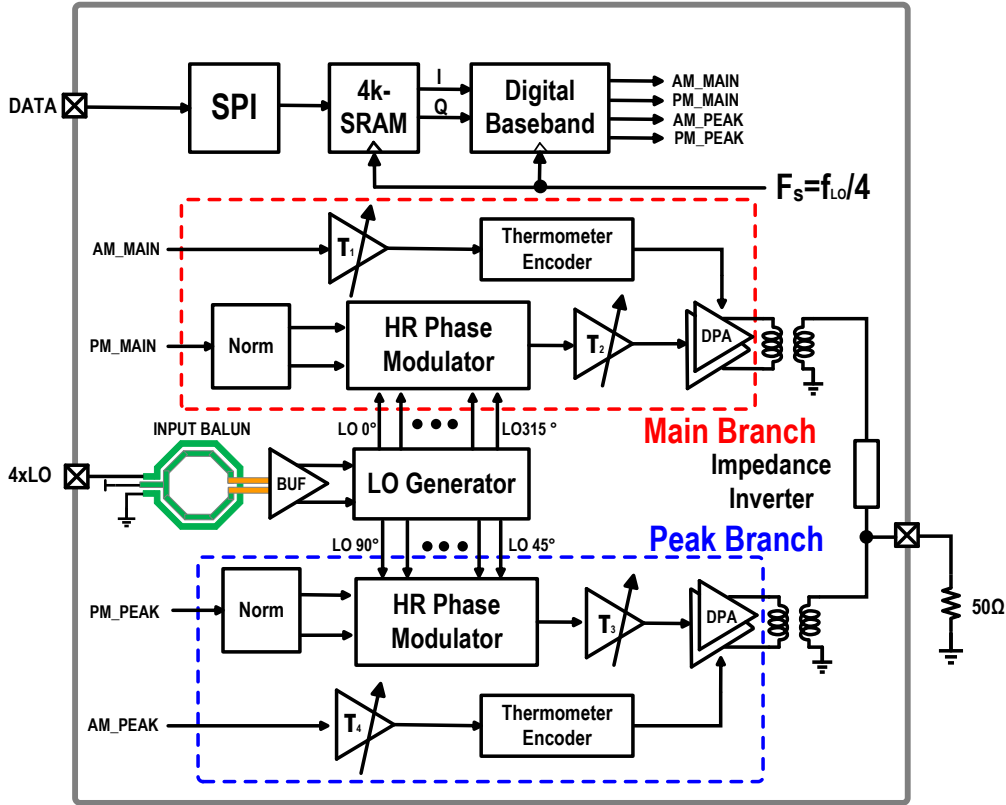 DATA
SPI
4k-
SRAM
I
Q
Digital
Baseband
AM_MAIN
PM_MAIN
AM_PEAK
PM_PEAK
Fs=fLO/4
AM_MAIN
T1
Thermometer
Encoder
PM_MAIN
Norm
HR Phase
Modulator
T2
DPA
LO 0°
LO315 °
Main Branch
INPUT BALUN
4xLO
BUF
LO Generator
Impedance
Inverter
LO 90°
LO 45°
Peak Branch
PM_PEAK
Norm
HR Phase
Modulator
T3
DPA
50Ω
AM_PEAK
T4
Thermometer
Encoder